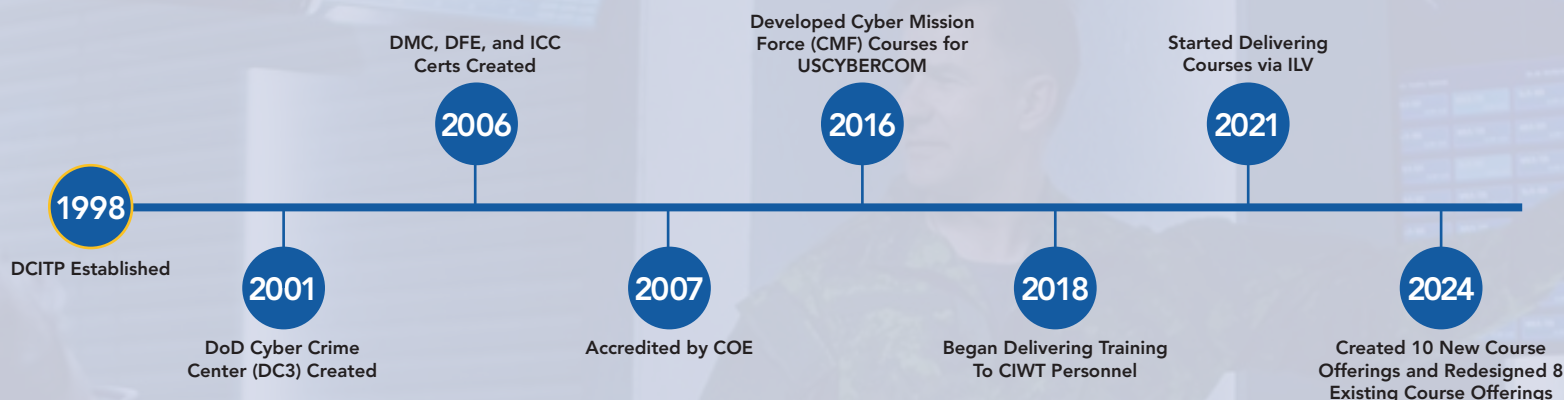 1998
DCITP Established
2001
DoD Cyber Crime
Center (DC3) Created
DMC, DFE, and ICC
Certs Created
2006
2007
Accredited by COE
Developed Cyber Mission
Force (CMF) Courses for
USCYBERCOM
2016
2018
Began Delivering Training
To CIWT Personnel
Started Delivering
Courses via ILV
2021
2024
Created 10 New Course
Offerings and Redesigned 8
Existing Course Offerings